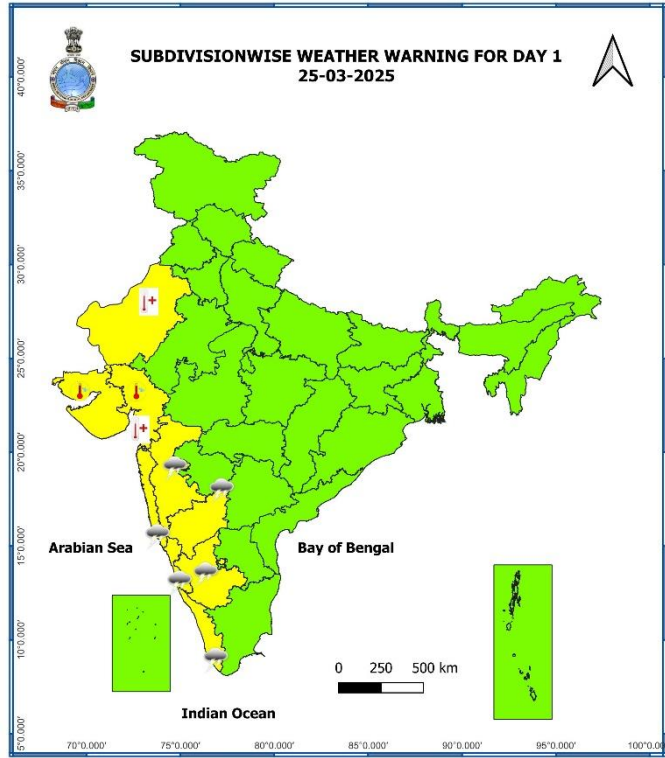 SUBDIVISIONWISE WEATHER WARNING FOR DAY 1
25-03-2025
40°0.000'
35°0.000'
30°0.000'
25°0.000'
20°0.000'
15°0.000'
10°0.000'
5°0.000'
Arabian Sea
Bay of Bengal
0 250 500 km
Indian Ocean
70°0.000' 75°0.000' 80°0.000' 85°0.000' 90°0.000' 95°0.000' 100°0.000'